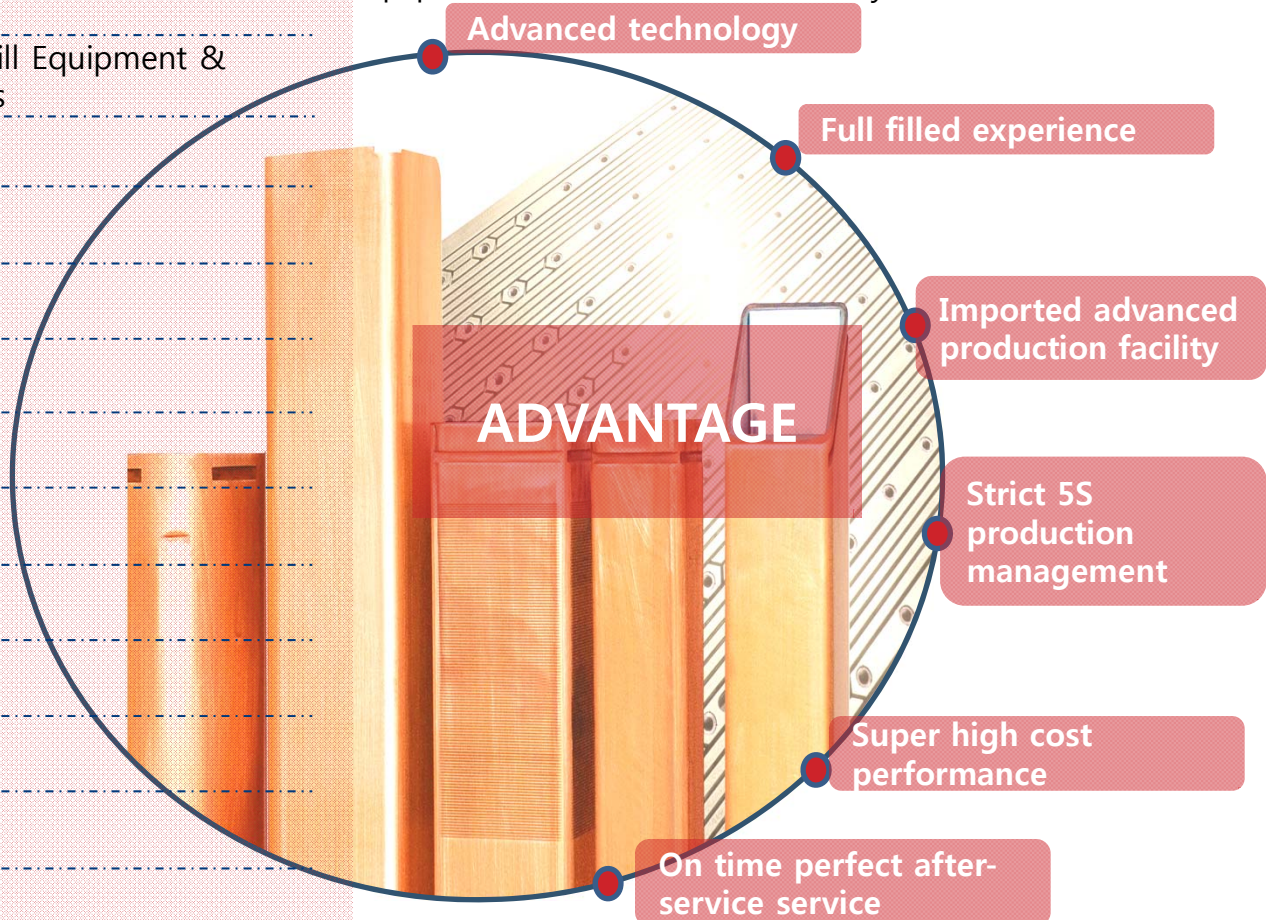 Advanced technology
ill Equipment &
s
Full filled experience
Imported advanced
production facility
ADVANTAGE
Strict 5S
production
management
Super high cost
performance
On time perfect after-
service service